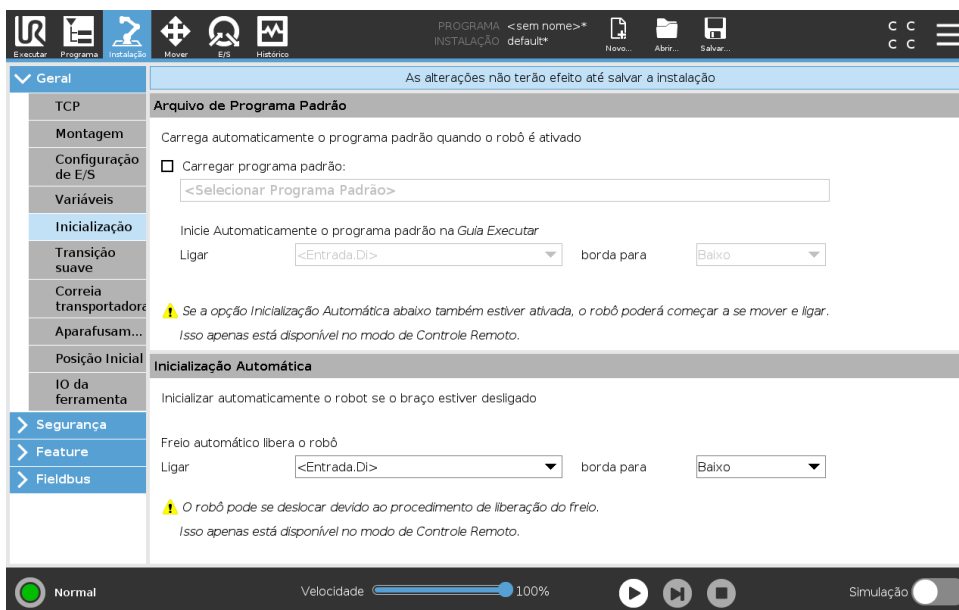 UR
Executar
Programa
Instalação
Mover
E/S
Histórico
PROGRAMA <sem nome>*
INSTALAÇÃO default*
Novo...
Abrir...
Salvar...
C C
C C
Geral
TCP
Montagem
Configuração
de E/S
Variáveis
Inicialização
Transição
suave
Correia
transportadora
Aparafusam...
Posição Inicial
IO da
ferramenta
Segurança
Feature
Fieldbus
As alterações não terão efeito até salvar a instalação
Arquivo de Programa Padrão
Carrega automaticamente o programa padrão quando o robô é ativado
Carregar programa padrão:
<Selecionar Programa Padrão>
Inicie Automaticamente o programa padrão na Guia Executar
Ligar <Entrada.Di> borda para Baixo
Se a opção Inicialização Automática abaixo também estiver ativada, o robô poderá começar a se mover e ligar.
Isso apenas está disponível no modo de Controle Remoto.
Inicialização Automática
Inicializar automaticamente o robot se o braço estiver desligado
Freio automático libera o robô
Ligar <Entrada.Di> borda para Baixo
O robô pode se deslocar devido ao procedimento de liberação do freio.
Isso apenas está disponível no modo de Controle Remoto.
Normal
Velocidade 100%
Simulação